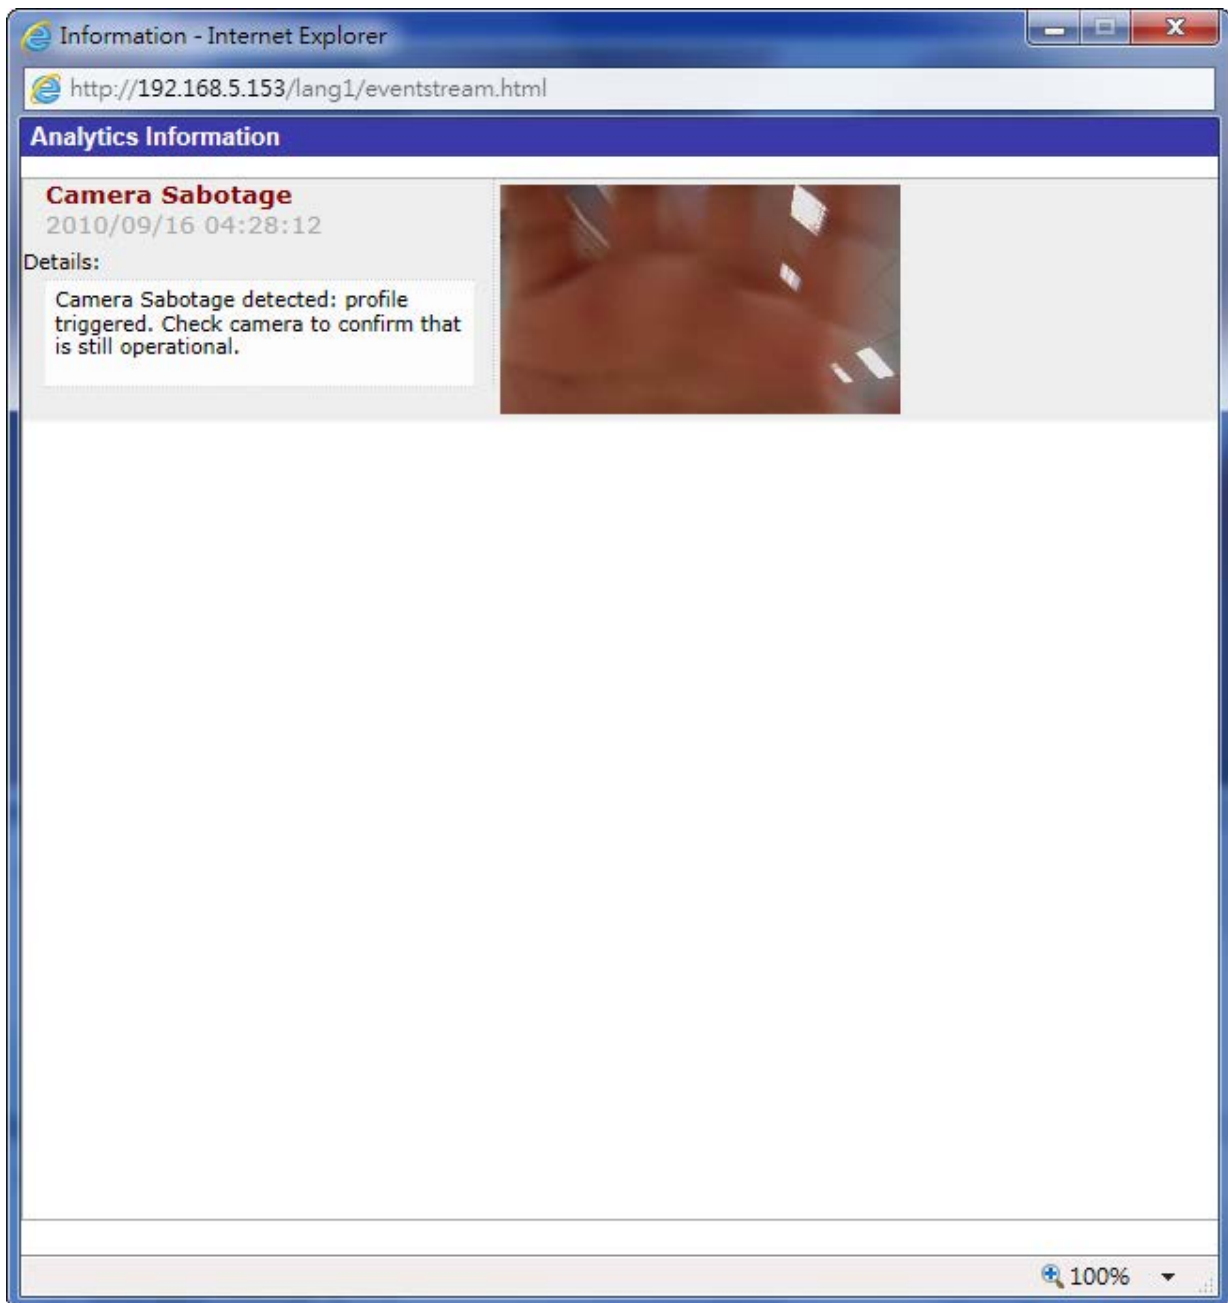 Information - Internet Explorer
http://192.168.5.153/lang1/eventstream.html
Analytics Information
Camera Sabotage
2010/09/16 04:28:12
Details:
Camera Sabotage detected: profile
triggered. Check camera to confirm that
is still operational.
100%